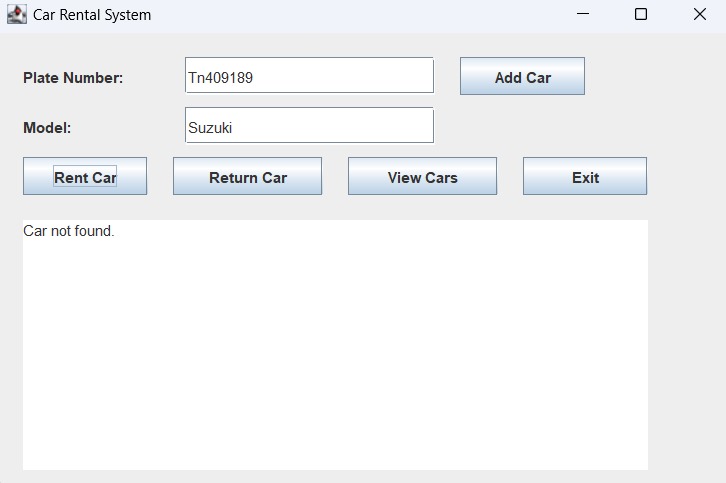 Car Rental System
Plate Number: Tn409189 Add Car
Model: Suzuki
Rent Car Return Car View Cars Exit
Car not found.